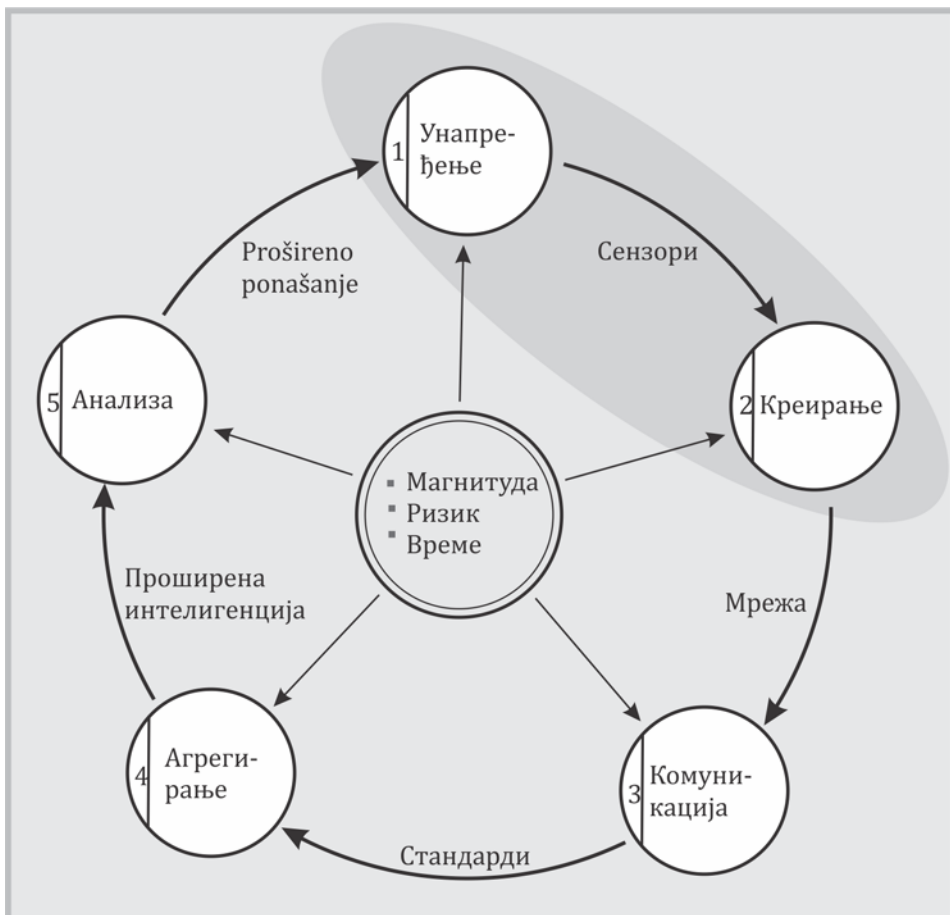 1
Унапре-
ђење
Сензори
2
Креирање
Мрежа
3
Комуни-
кација
Стандарди
4
Агреги-
рање
Проширена
интелигенција
5
Анализа
Prošireno
ponašanje
▪ Магнитуда
▪ Ризик
▪ Време